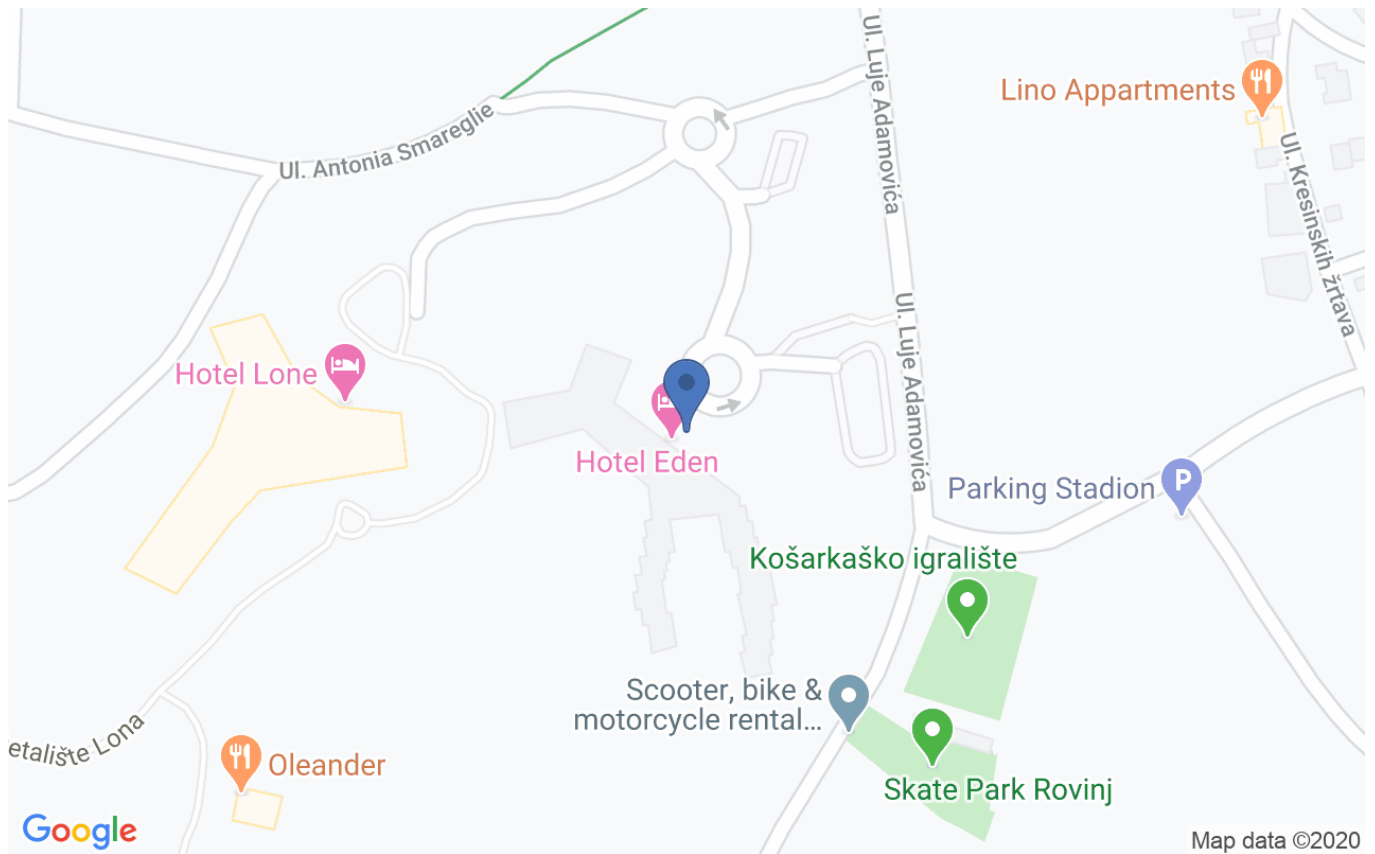 Ul. Luje Adamovića
Lino Appartments
Ul. Antonia Smareglie
Ul. Kresinskih žrtava
Ul. Luje Adamovića
Hotel Lone
Hotel Eden
P
Parking Stadion
Košarkaško igralište
Scooter, bike &
motorcycle rental...
etalište Lona
Oleander
Skate Park Rovinj
Google
Map data ©2020